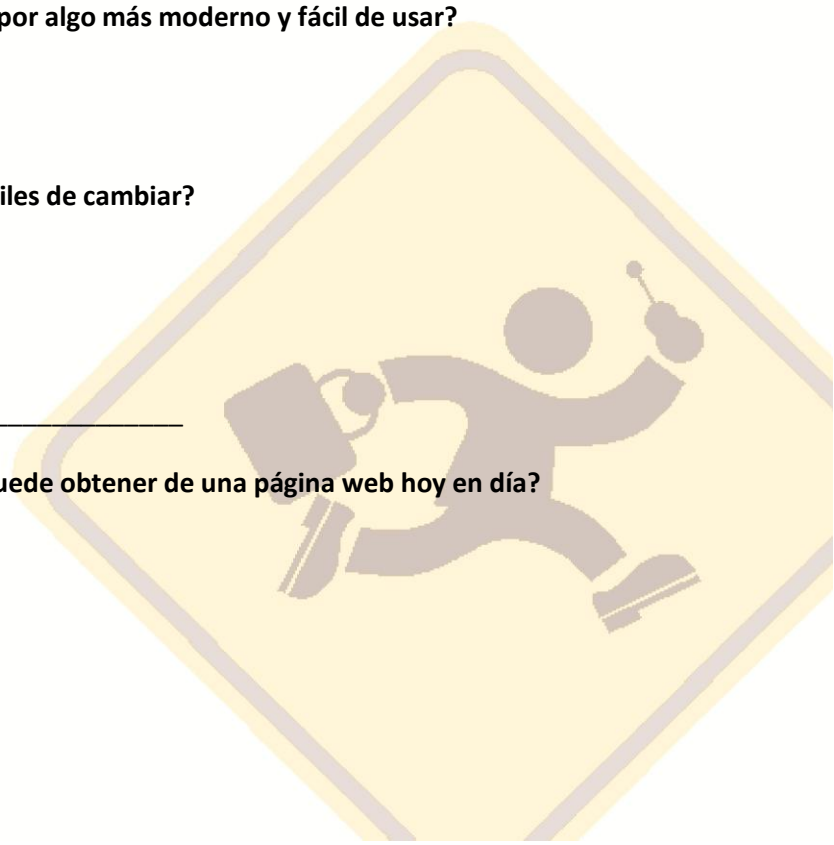 por algo más moderno y fácil de usar?
iles de cambiar?
_______________
uede obtener de una página web hoy en día?